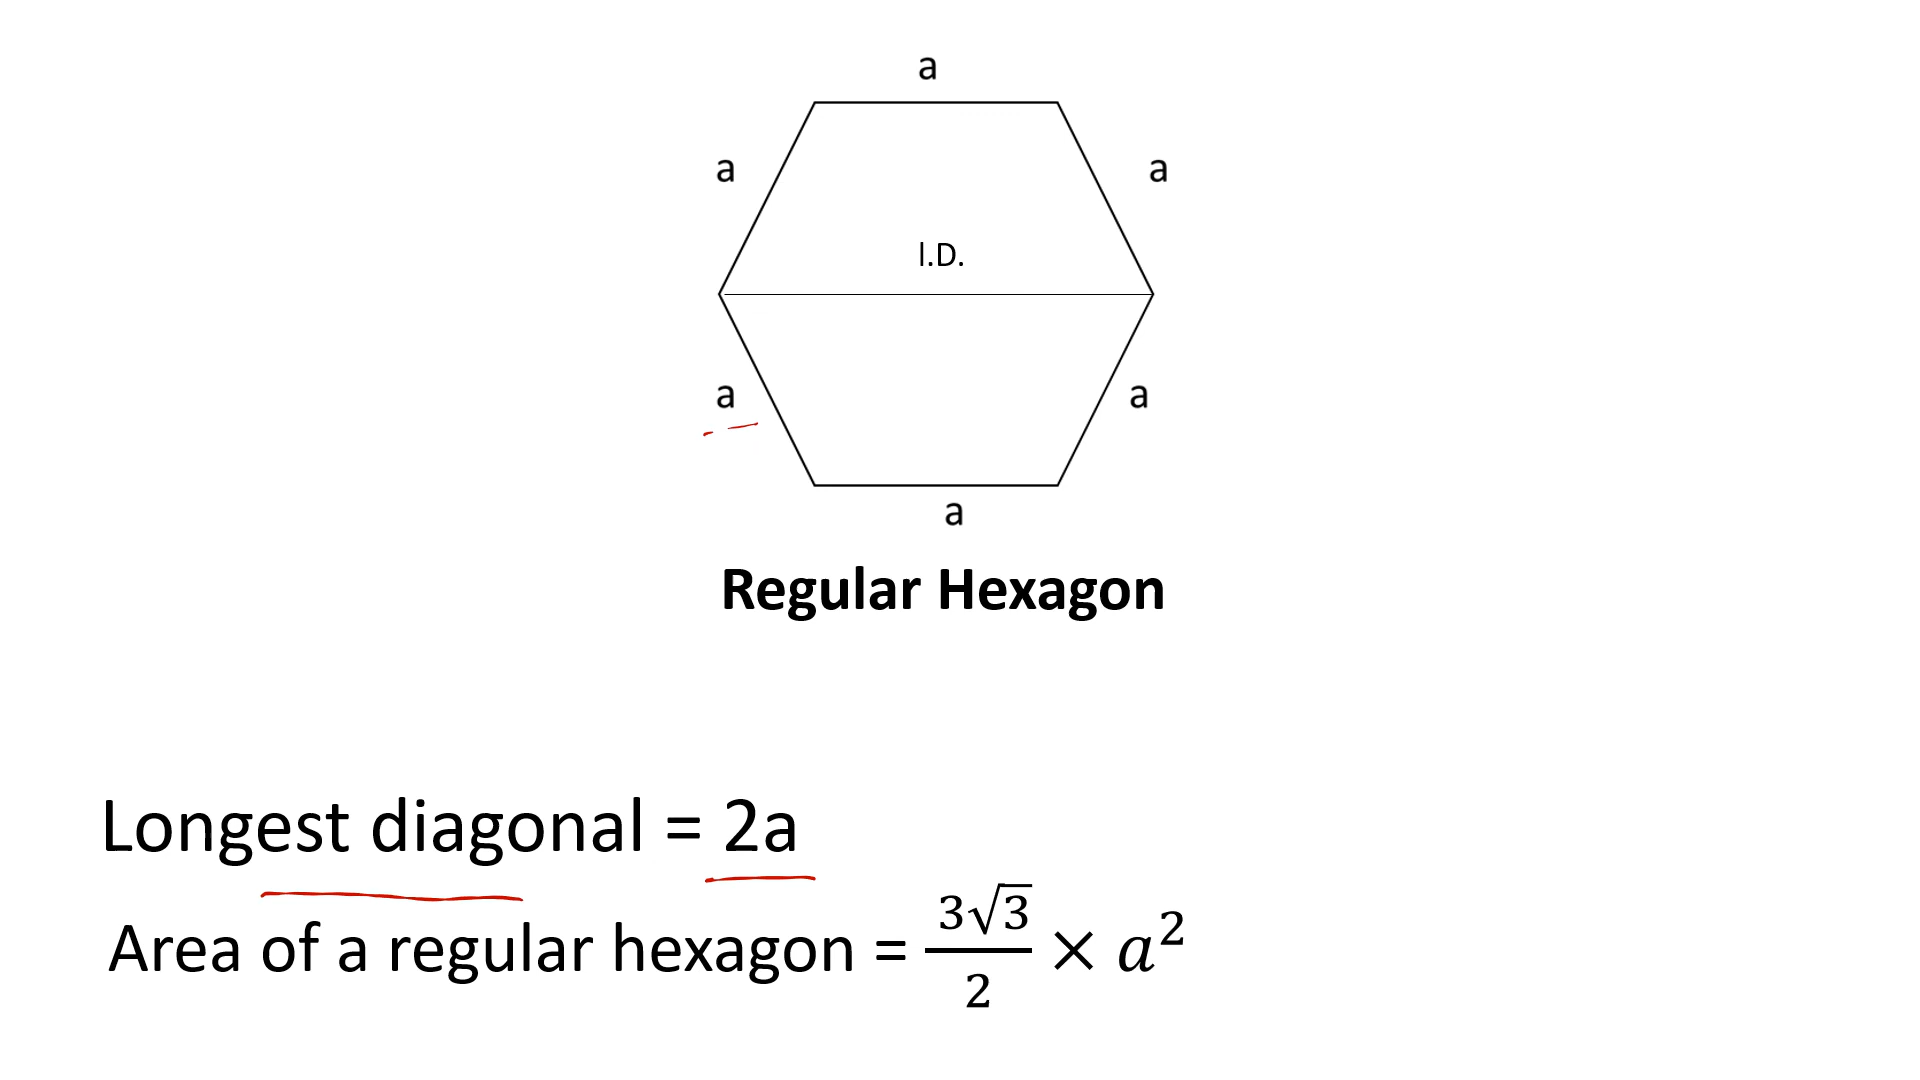 a
a a
l.D.
a a
a
Regular Hexagon
Longest diagonal = 2a
Area of a regular hexagon = 3√3/2 × a²